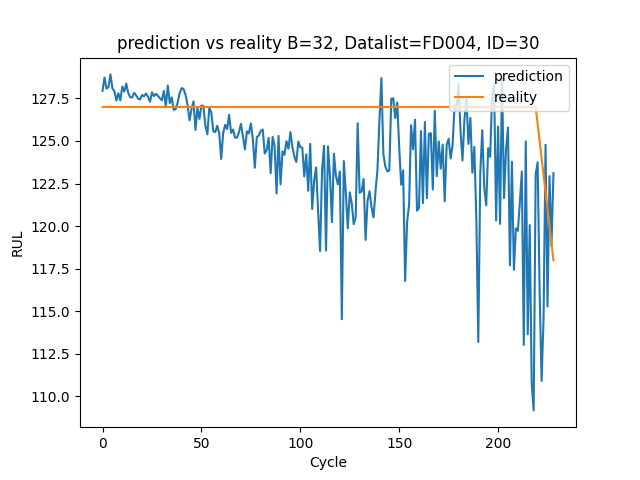 prediction vs reality B=32, Datalist=FD004, ID=30
prediction
reality
RUL
127.5
125.0
122.5
120.0
117.5
115.0
112.5
110.0
0 50 100 150 200
Cycle